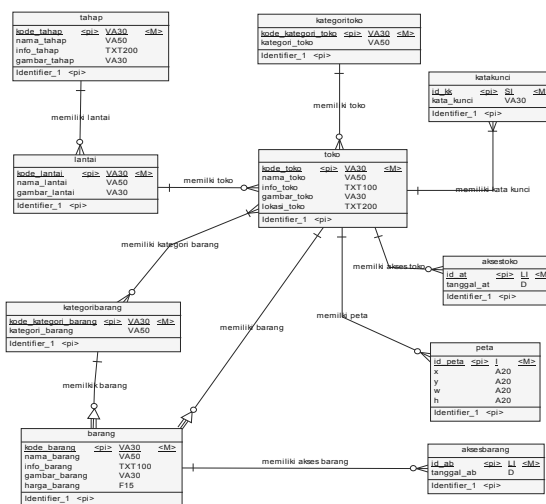 tahap
kode_tahap <pi> VA30 <M>
nama_tahap VA50
info_tahap TXT200
gambar_tahap VA30
Identifier_1 <pi>
kategoritoko
kode_kategori_toko <pi> VA30 <M>
kategori_toko VA50
Identifier_1 <pi>
katakunci
id_kk <pi> SI <M
kata_kunci VA30
Identifier_1 <pi>
memiliki lantai
memiliki toko
lantai
kode_lantai <pi> VA30 <M>
nama_lantai VA50
gambar_lantai VA30
Identifier_1 <pi>
memilki toko
toko
kode_toko <pi> VA30 <M>
nama_toko VA50
info_toko TXT100
gambar_toko VA30
lokasi_toko TXT200
Identifier_1 <pi>
memiliki kata kunci
memiliki kategori barang
memilki akses toko
aksestoko
id_at <pi> LI <M
tanggal_at D
Identifier_1 <pi>
kategoribarang
kode_kategori_barang <pi> VA30 <M>
kategori_barang VA50
Identifier_1 <pi>
memiliki barang
memilki peta
peta
id_peta <pi> I <M>
x A20
y A20
w A20
h A20
Identifier_1 <pi>
memilkik barang
barang
kode_barang <pi> VA30 <M>
nama_barang VA50
info_barang TXT100
gambar_barang VA30
harga_barang F15
Identifier_1 <pi>
memiliki akses barang
aksesbarang
id_ab <pi> LI <M
tanggal_ab D
Identifier_1 <pi>